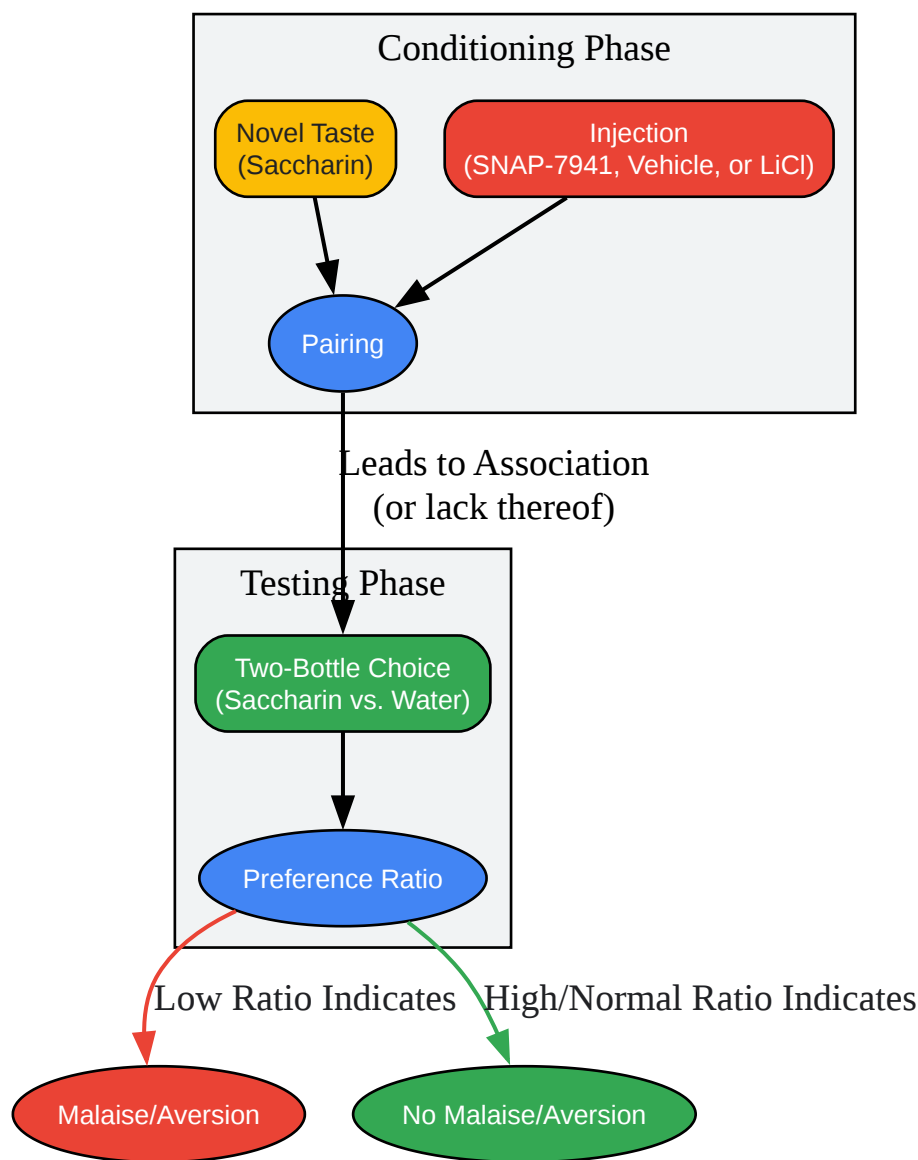 Conditioning Phase
Novel Taste
(Saccharin)
Injection
(SNAP-7941, Vehicle, or LiCl)
Pairing
Leads to Association
(or lack thereof)
Testing Phase
Two-Bottle Choice
(Saccharin vs. Water)
Preference Ratio
Low Ratio Indicates
High/Normal Ratio Indicates
Malaise/Aversion
No Malaise/Aversion